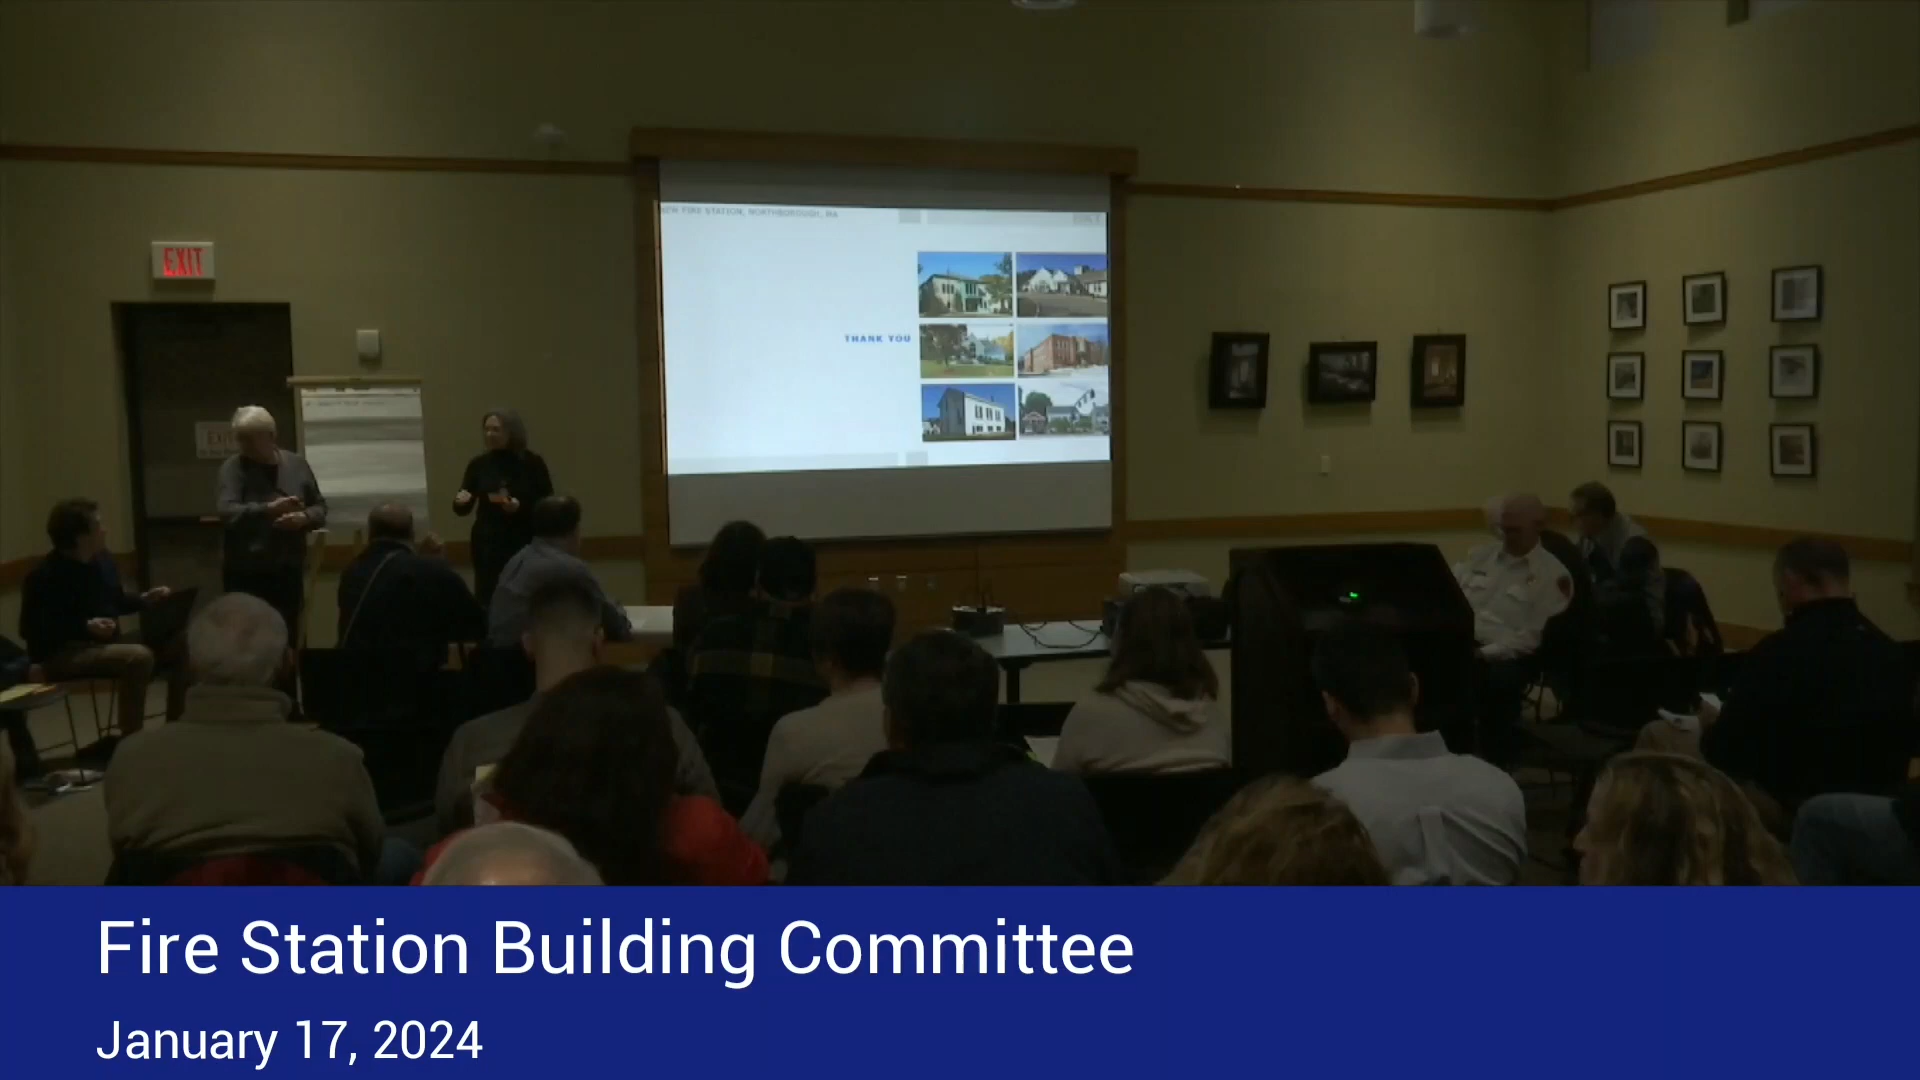 NEW FIRE STATION, NORTHBOROUGH, MA
EXIT
THANK YOU
Fire Station Building Committee
January 17, 2024